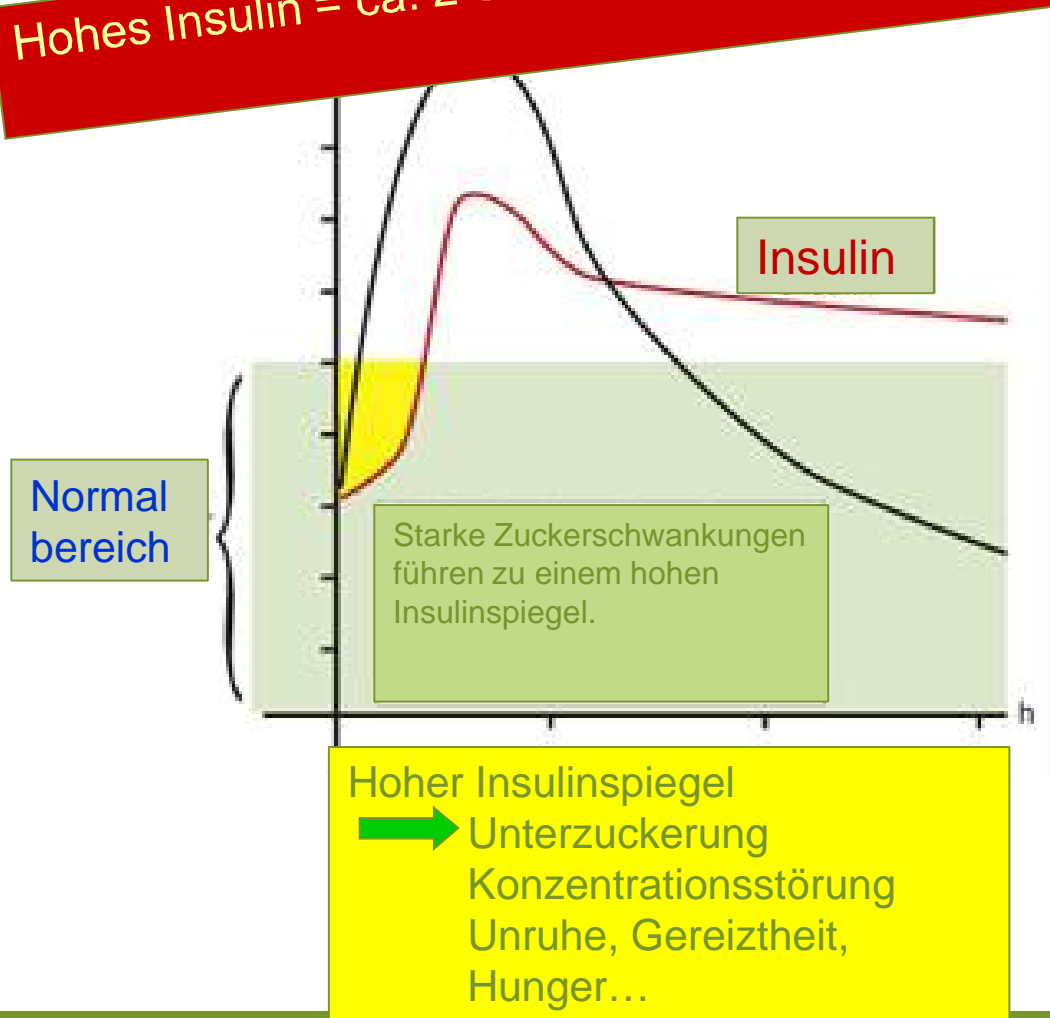 Hohes Insulin = ca. 2
Insulin
Normal
bereich
Starke Zuckerschwankungen
führen zu einem hohen
Insulinspiegel.
h
Hoher Insulinspiegel
Unterzuckerung
Konzentrationsstörung
Unruhe, Gereiztheit,
Hunger…